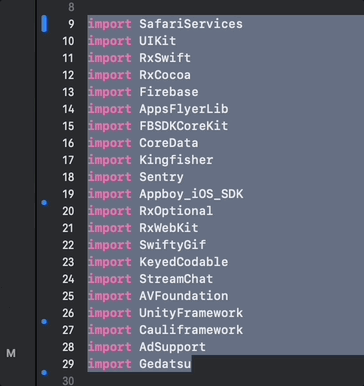 8
9 import SafariServices
10 import UIKit
11 import RxSwift
12 import RxCocoa
13 import Firebase
14 import AppsFlyerLib
15 import FBSDKCoreKit
16 import CoreData
17 import Kingfisher
18 import Sentry
19 import Appboy_iOS_SDK
20 import RxOptional
21 import RxWebKit
22 import SwiftyGif
23 import KeyedCodable
24 import StreamChat
25 import AVFoundation
26 import UnityFramework
27 import Cauliframework
28 import AdSupport
M
29 import Gedatsu
30